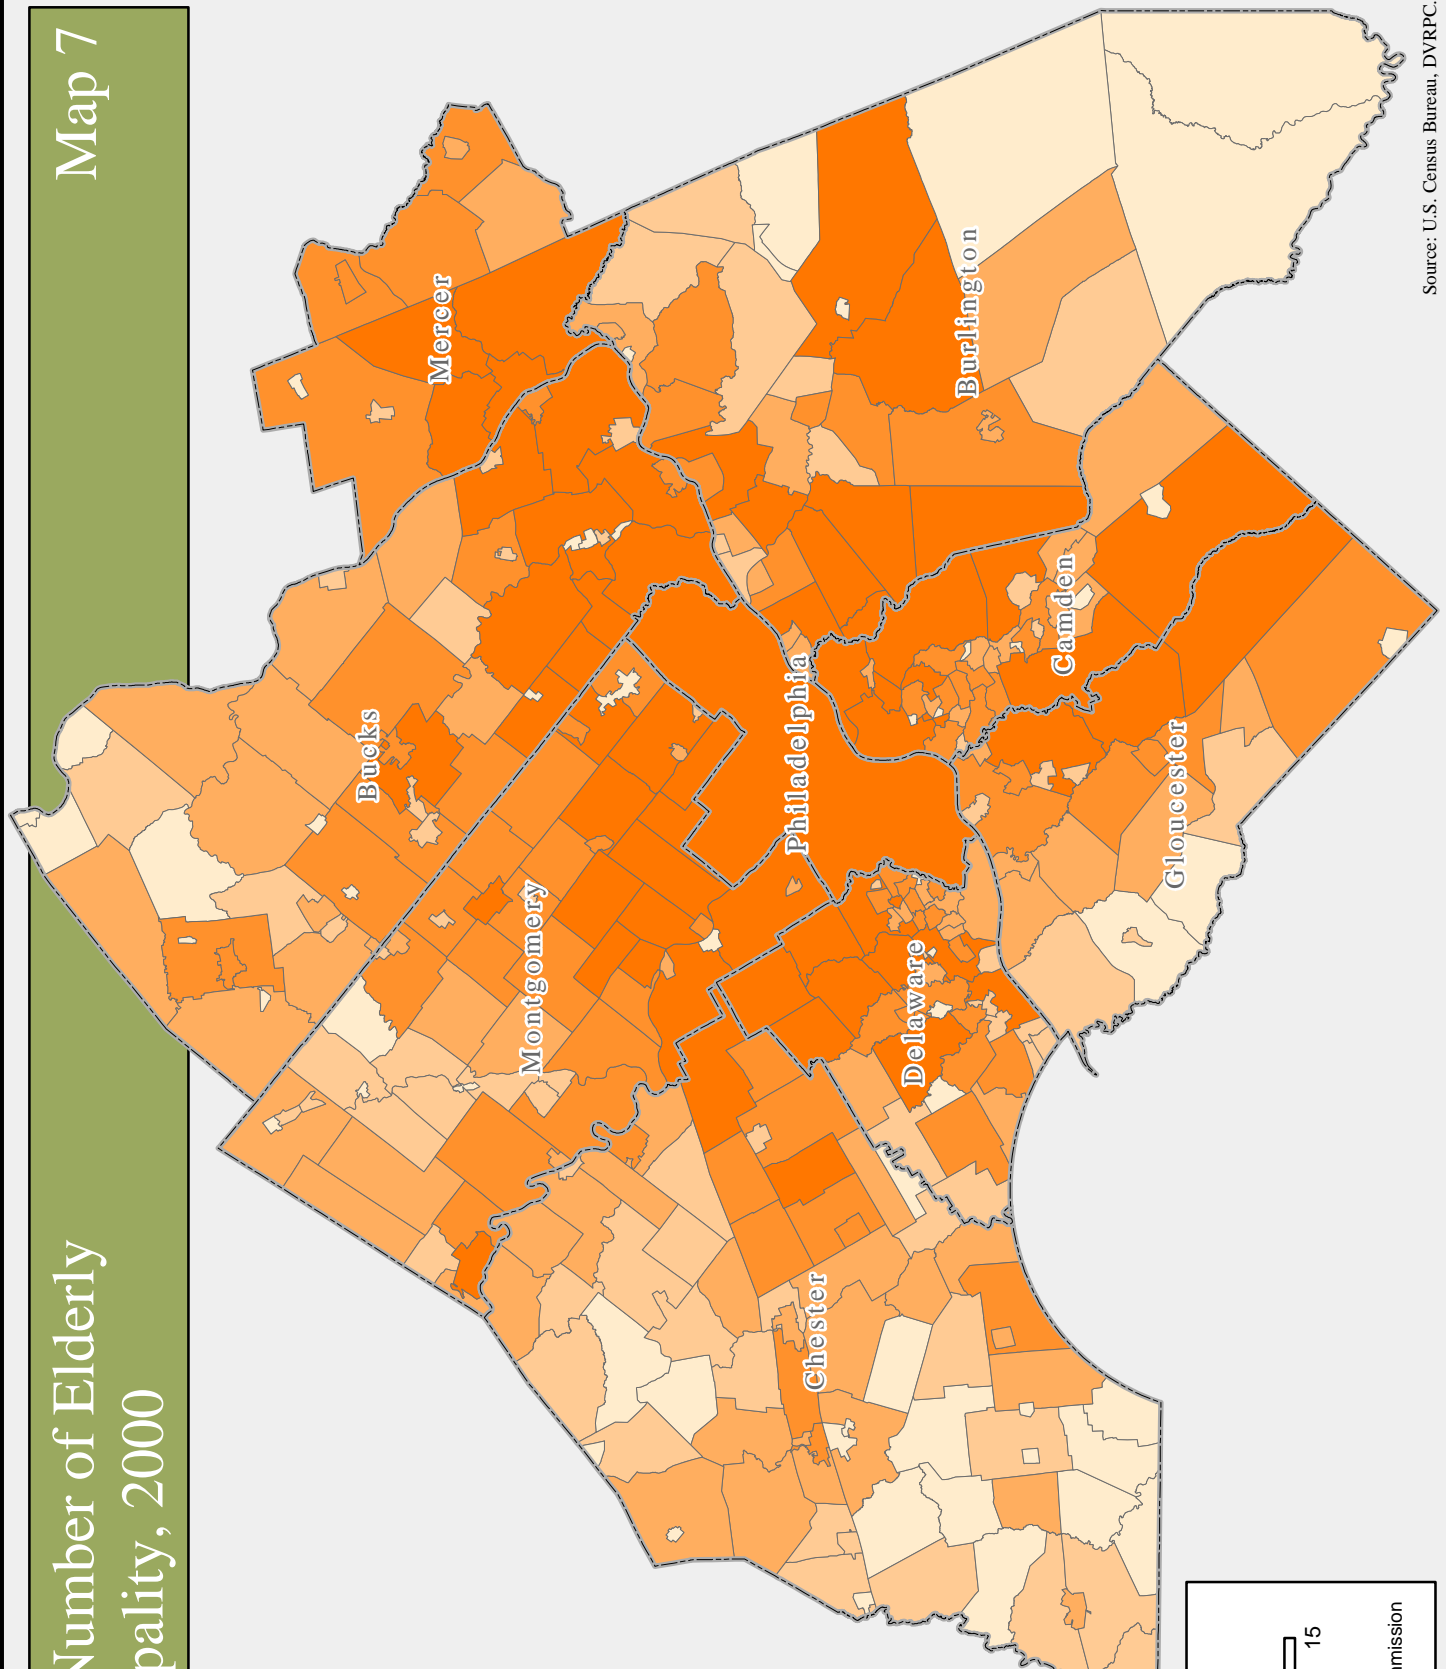 Number of Elderly
pality, 2000
Map 7
Mercer
Bucks
Burlington
Camden
Philadelphia
Montgomery
Gloucester
Delaware
Chester
15
mission
Source: U.S. Census Bureau, DVRPC.